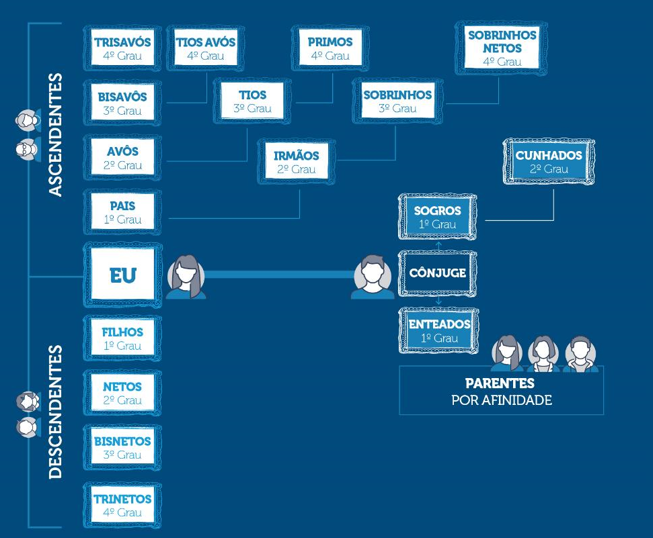 TRISAVÓS
4º Grau
TIOS AVÓS
4º Grau
PRIMOS
4º Grau
SOBRINHOS
NETOS
4º Grau
BISAVÔS
3º Grau
TIOS
3º Grau
SOBRINHOS
3º Grau
AVÔS
2º Grau
IRMÃOS
2º Grau
CUNHADOS
2º Grau
PAIS
1º Grau
SOGROS
1º Grau
EU
CÔNJUGE
FILHOS
1º Grau
ENTEADOS
1º Grau
NETOS
2º Grau
PARENTES
POR AFINIDADE
BISNETOS
3º Grau
TRINETOS
4º Grau
ASCENDENTES
DESCENDENTES